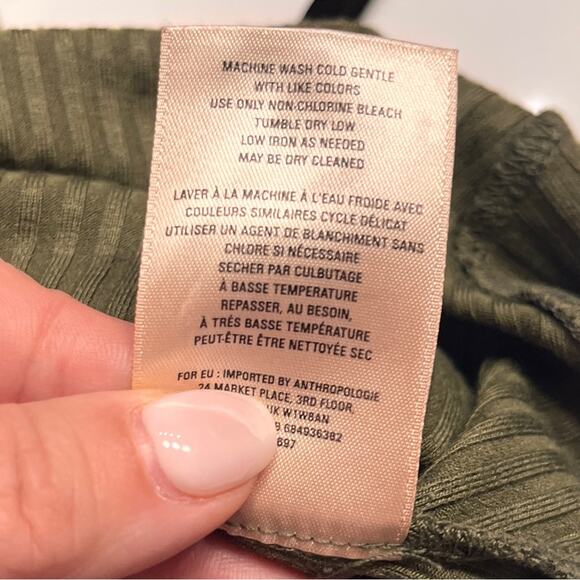 MACHINE WASH COLD GENTLE
WITH LIKE COLORS
USE ONLY NON-CHLORINE BLEACH
TUMBLE DRY LOW
LOW IRON AS NEEDED
MAY BE DRY CLEANED
LAVER À LA MACHINE À L'EAU FROIDE AVEC
COULEURS SIMILAIRES CYCLE DÉLICAT
UTILISER UN AGENT DE BLANCHIMENT SANS
CHLORE SI NÉCESSAIRE
SECHER PAR CULBUTAGE
À BASSE TEMPERATURE
REPASSER, AU BESOIN,
À TRÉS BASSE TEMPÉRATURE
PEUT-ÊTRE ÊTRE NETTOYÉE SEC
FOR EU : IMPORTED BY ANTHROPOLIE
24 MARKET PLACE, 3RD FLOOR,
UK W1W8AN
684936382
697